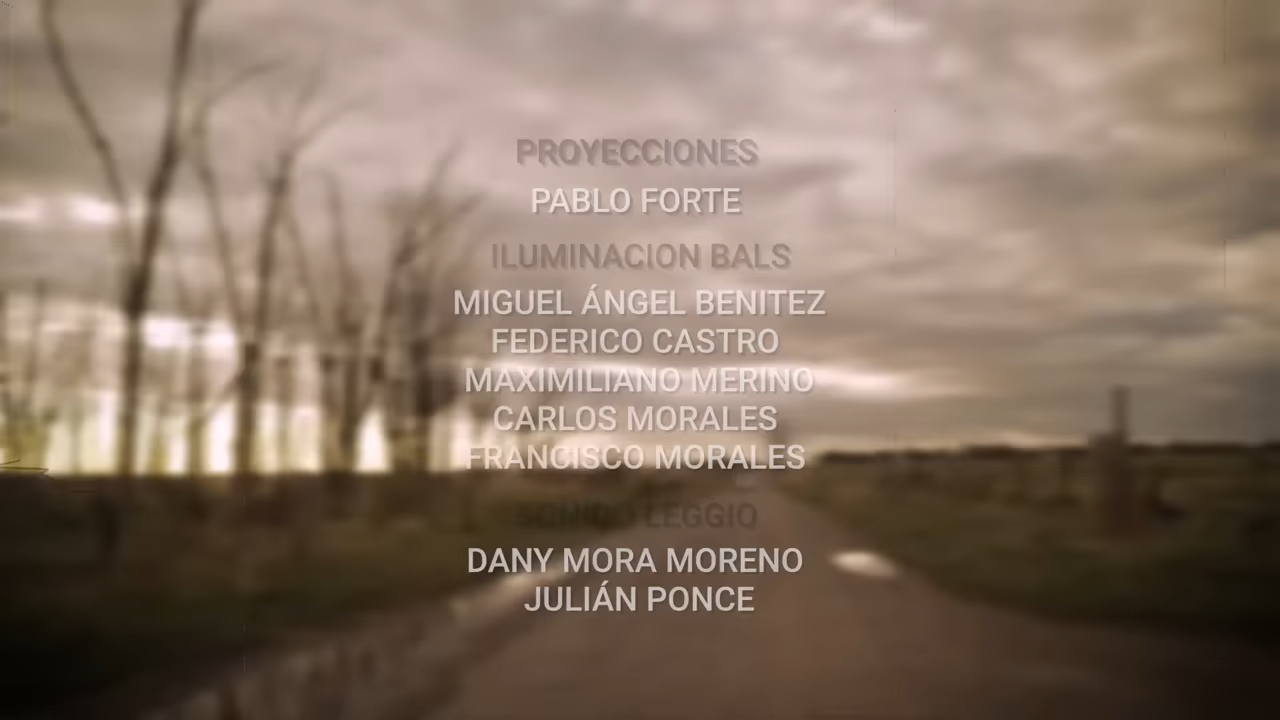 PROYECCIONES
PABLO FORTE
ILUMINACION BALS
MIGUEL ÁNGEL BENITEZ
FEDERICO CASTRO
MAXIMILIANO MERINO
CARLOS MORALES
FRANCISCO MORALES
SONIDO LEGGIO
DANY MORA MORENO
JULIÁN PONCE